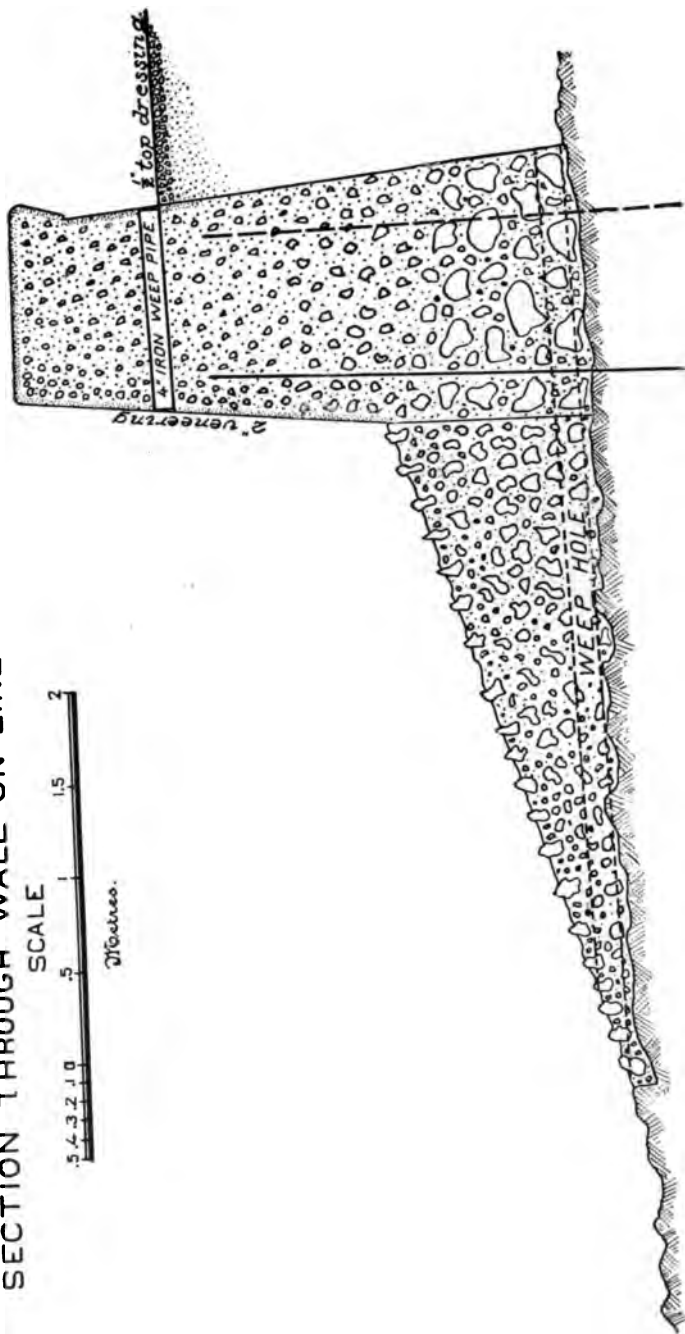 SECTION THROUGH WALL ON LINE
SCALE
.5 .4 .3 .2 .1 0 .5 1 1.5 2
Metres.
2" veneering
4" IRON WEEP PIPE
½" top dressing
WEEP HOLE